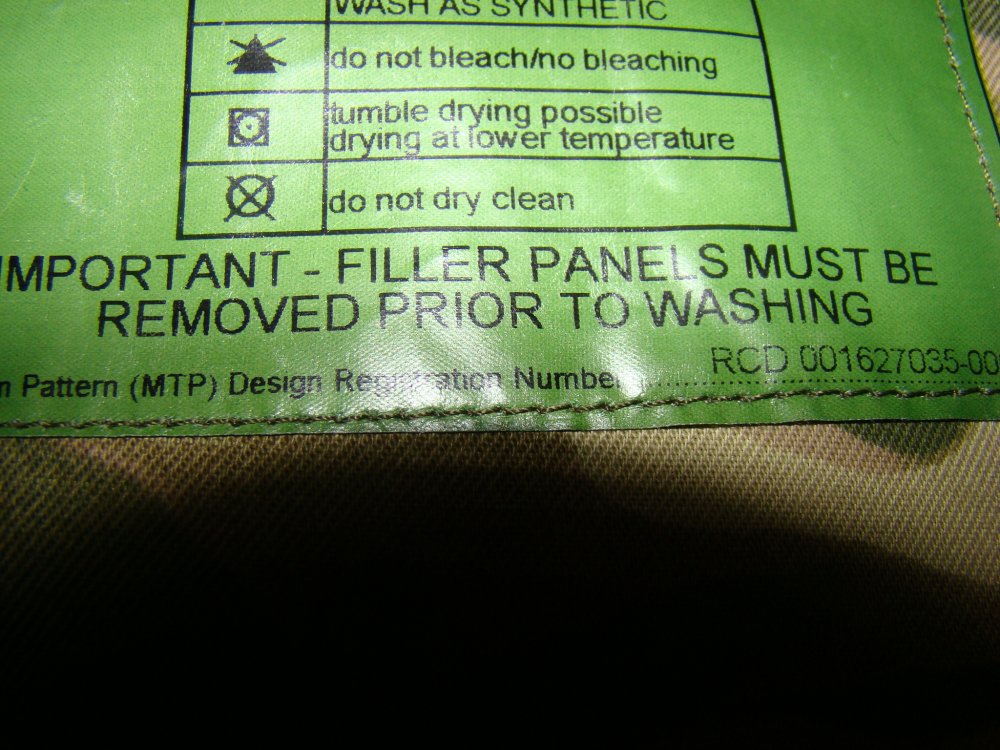 WASH AS SYNTHETIC
do not bleach/no bleaching
tumble drying possible
drying at lower temperature
do not dry clean
IMPORTANT - FILLER PANELS MUST BE
REMOVED PRIOR TO WASHING
RCD 001627035-00
n Pattern (MTP) Design Registration Number